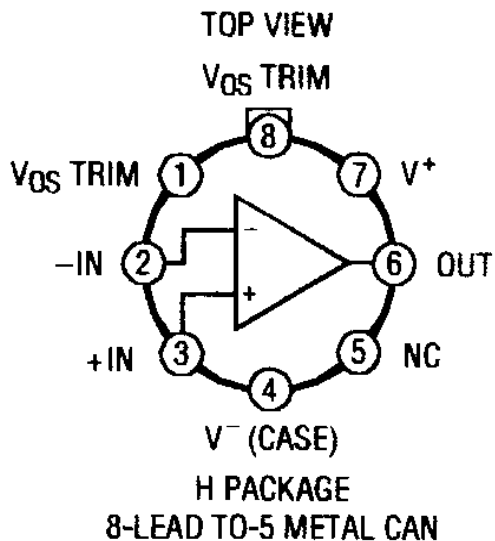 TOP VIEW
VOS TRIM
8
VOS TRIM 1 7 V+
−
−IN 2 6 OUT
+
+IN 3 5 NC
4
V− (CASE)
H PACKAGE
8-LEAD TO-5 METAL CAN